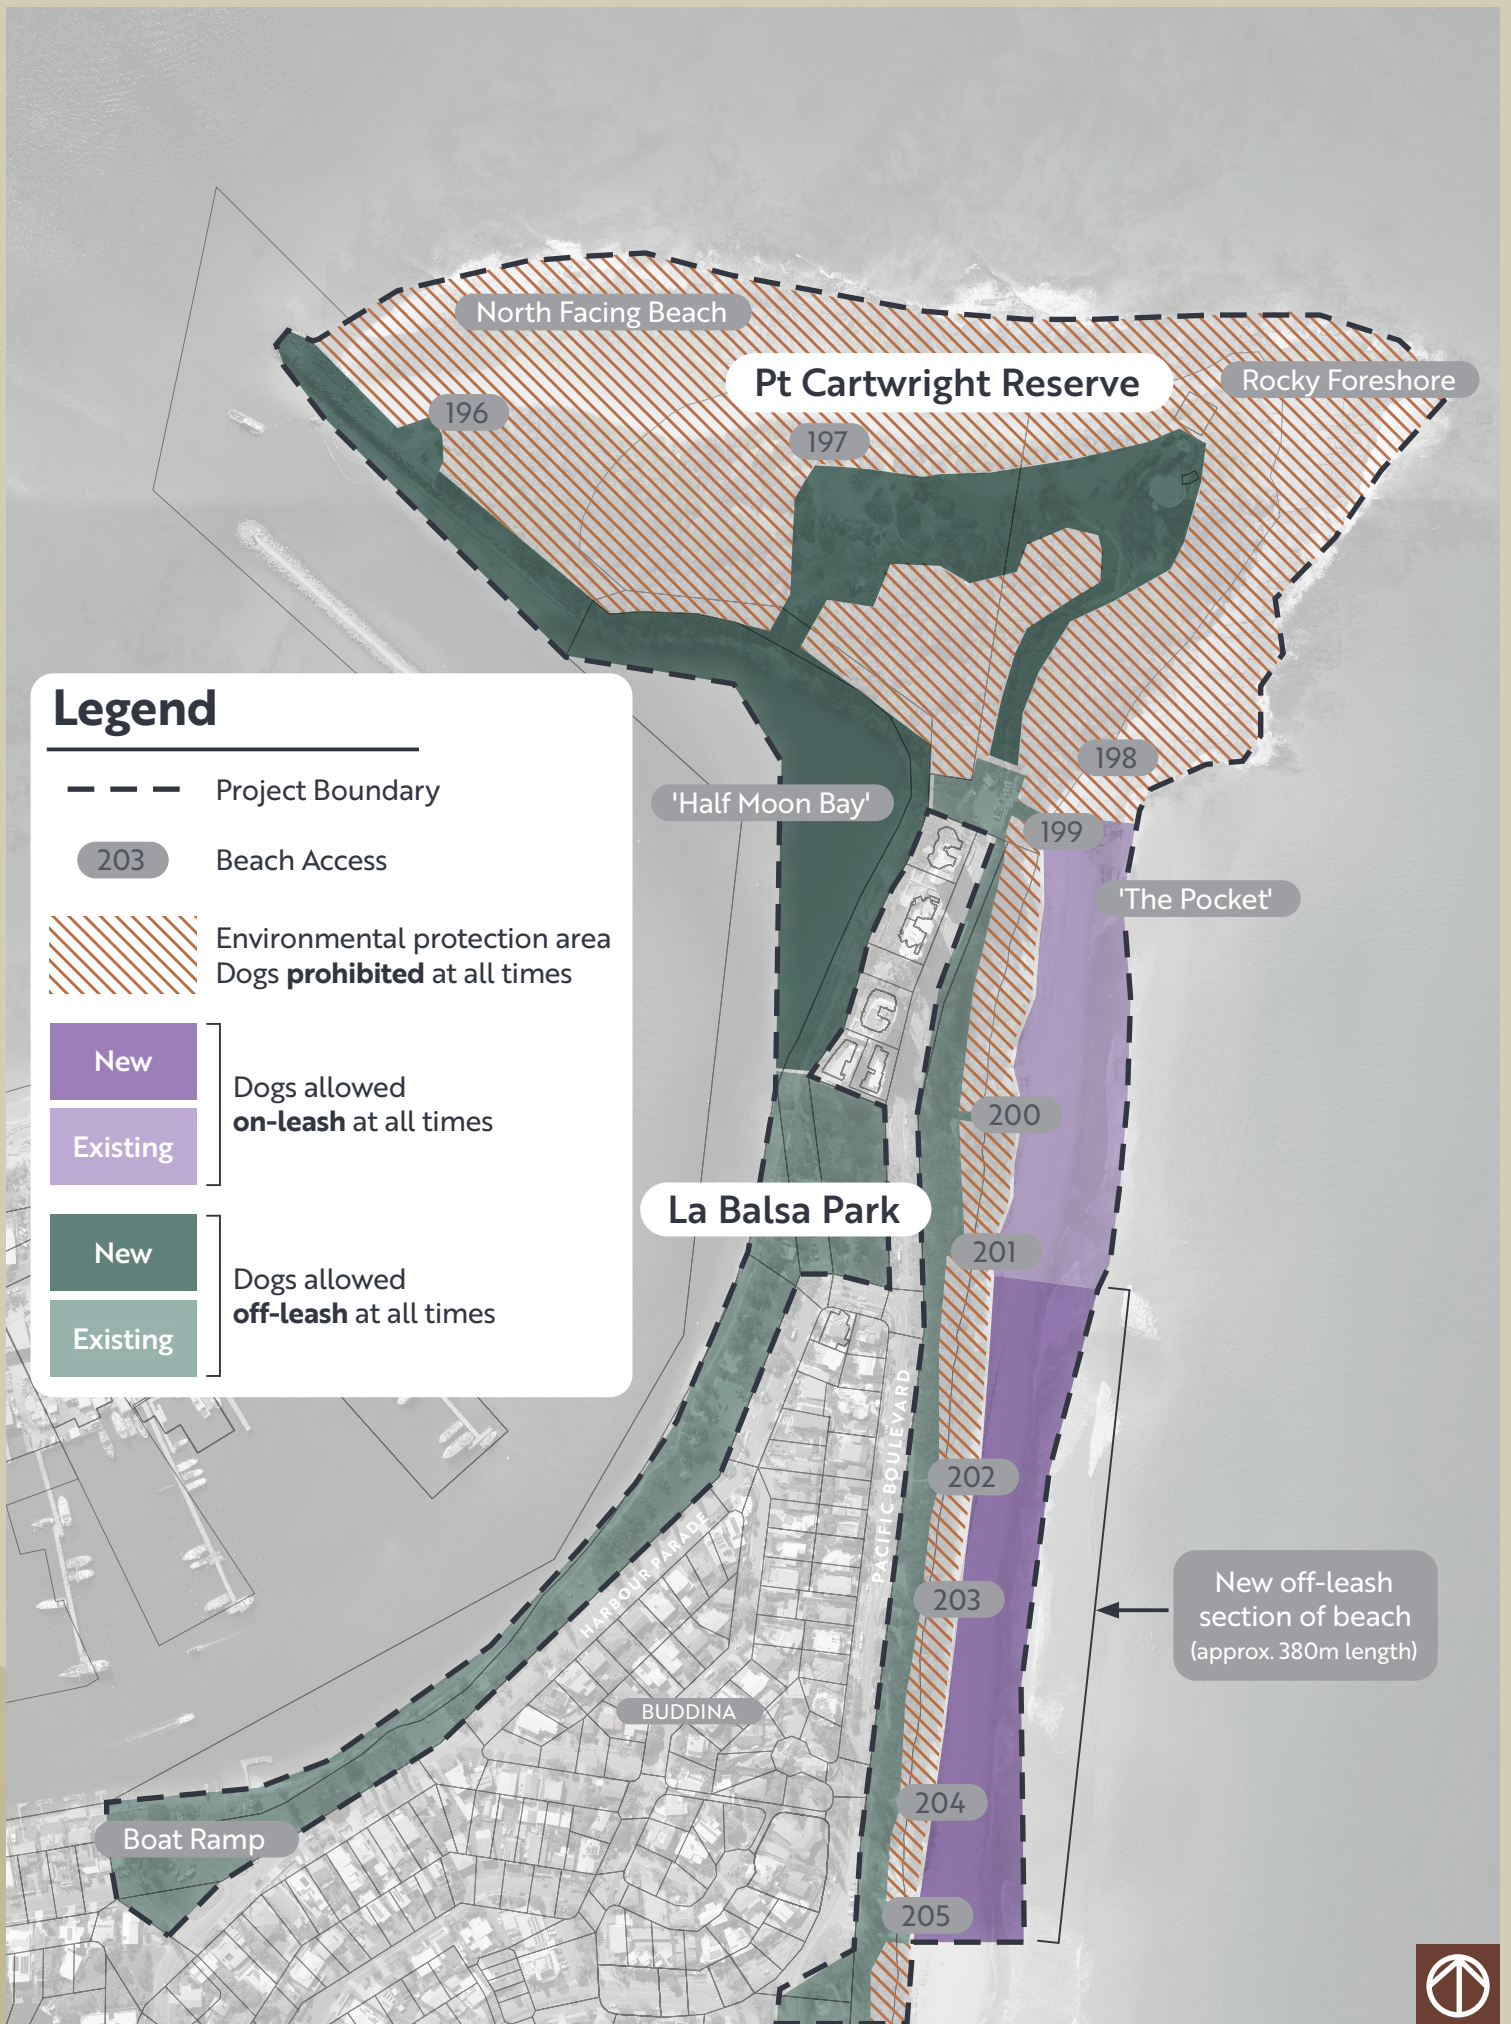 North Facing Beach
Pt Cartwright Reserve
Rocky Foreshore
196
197
Legend
Project Boundary
203
Beach Access
Environmental protection area
Dogs prohibited at all times
New
Existing
Dogs allowed
on-leash at all times
New
Existing
Dogs allowed
off-leash at all times
198
'Half Moon Bay'
199
'The Pocket'
200
La Balsa Park
201
PACIFIC BOULEVARD
202
HARBOUR PARADE
203
New off-leash
section of beach
(approx. 380m length)
BUDDINA
204
Boat Ramp
205